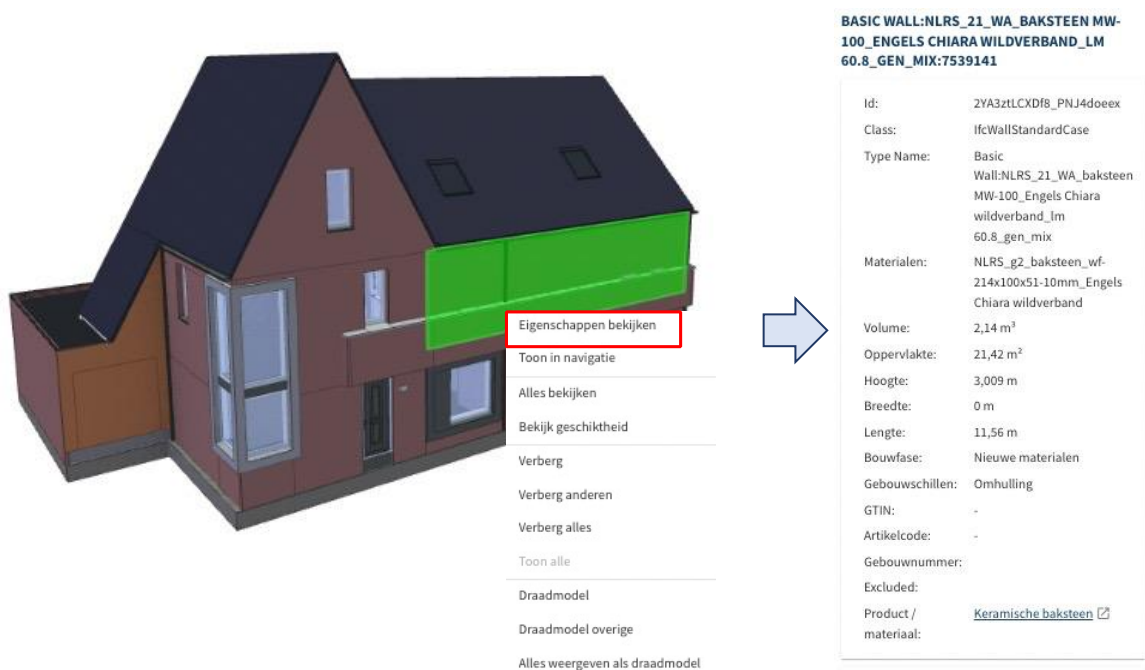 Eigenschappen bekijken
Toon in navigatie
Alles bekijken
Bekijk geschiktheid
Verberg
Verberg anderen
Verberg alles
Toon alle
Draadmodel
Draadmodel overige
Alles weergeven als draadmodel
BASIC WALL:NLRS_21_WA_BAKSTEEN MW-
100_ENGELS CHIARA WILDVERBAND_LM
60.8_GEN_MIX:7539141
Id: 2YA3ztLCXDf8_PNJ4doeex
Class: IfcWallStandardCase
Type Name: Basic
Wall:NLRS_21_WA_baksteen
MW-100_Engels Chiara
wildverband_lm
60.8_gen_mix
Materialen: NLRS_g2_baksteen_wf-
214x100x51-10mm_Engels
Chiara wildverband
Volume: 2,14 m³
Oppervlakte: 21,42 m²
Hoogte: 3,009 m
Breedte: 0 m
Lengte: 11,56 m
Bouwfase: Nieuwe materialen
Gebouwschillen: Omhulling
GTIN: -
Artikelcode: -
Gebouwnummer:
Excluded:
Product / Keramische baksteen
materiaal: